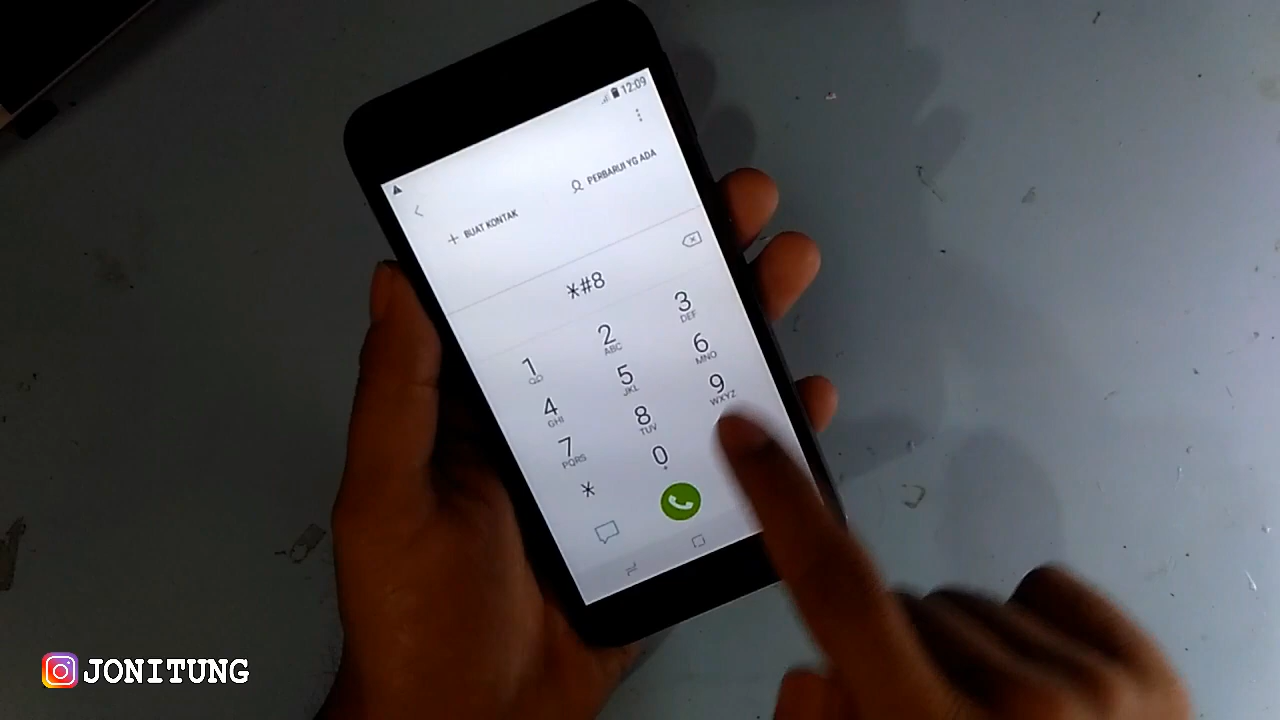 12:09
PERBARUI YG ADA
+ BUAT KONTAK
*#8
1
2 ABC
3 DEF
4 GHI
5 JKL
6 MNO
7 PQRS
8 TUV
9 WXYZ
*
0 +
JONITUNG